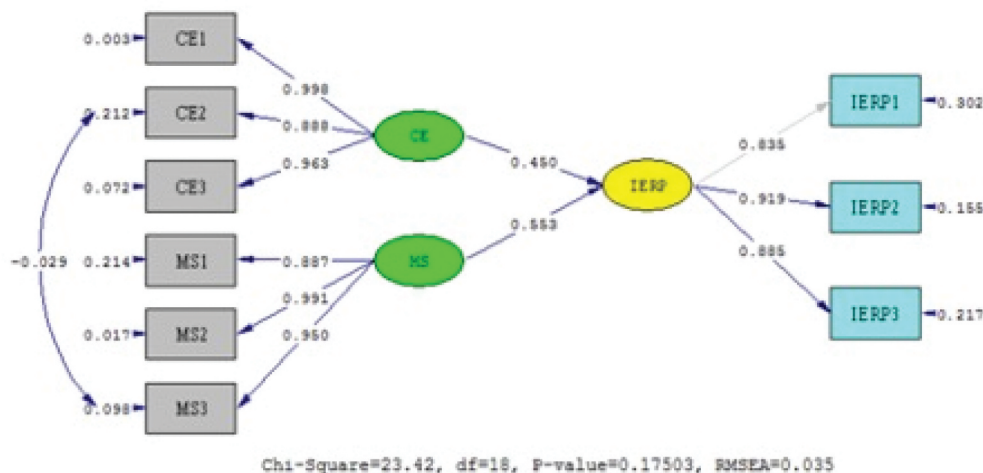 0.003 CE1
0.998
0.212 CE2
0.888
CE
0.963
0.072 CE3
0.450
-0.029
0.214 MS1
0.887
MS
0.553
0.991
0.017 MS2
0.950
0.098 MS3
IERP
0.835
IERP1 0.302
0.919
IERP2 0.155
0.885
IERP3 0.217
Chi-Square=23.42, df=18, P-value=0.17503, RMSEA=0.035